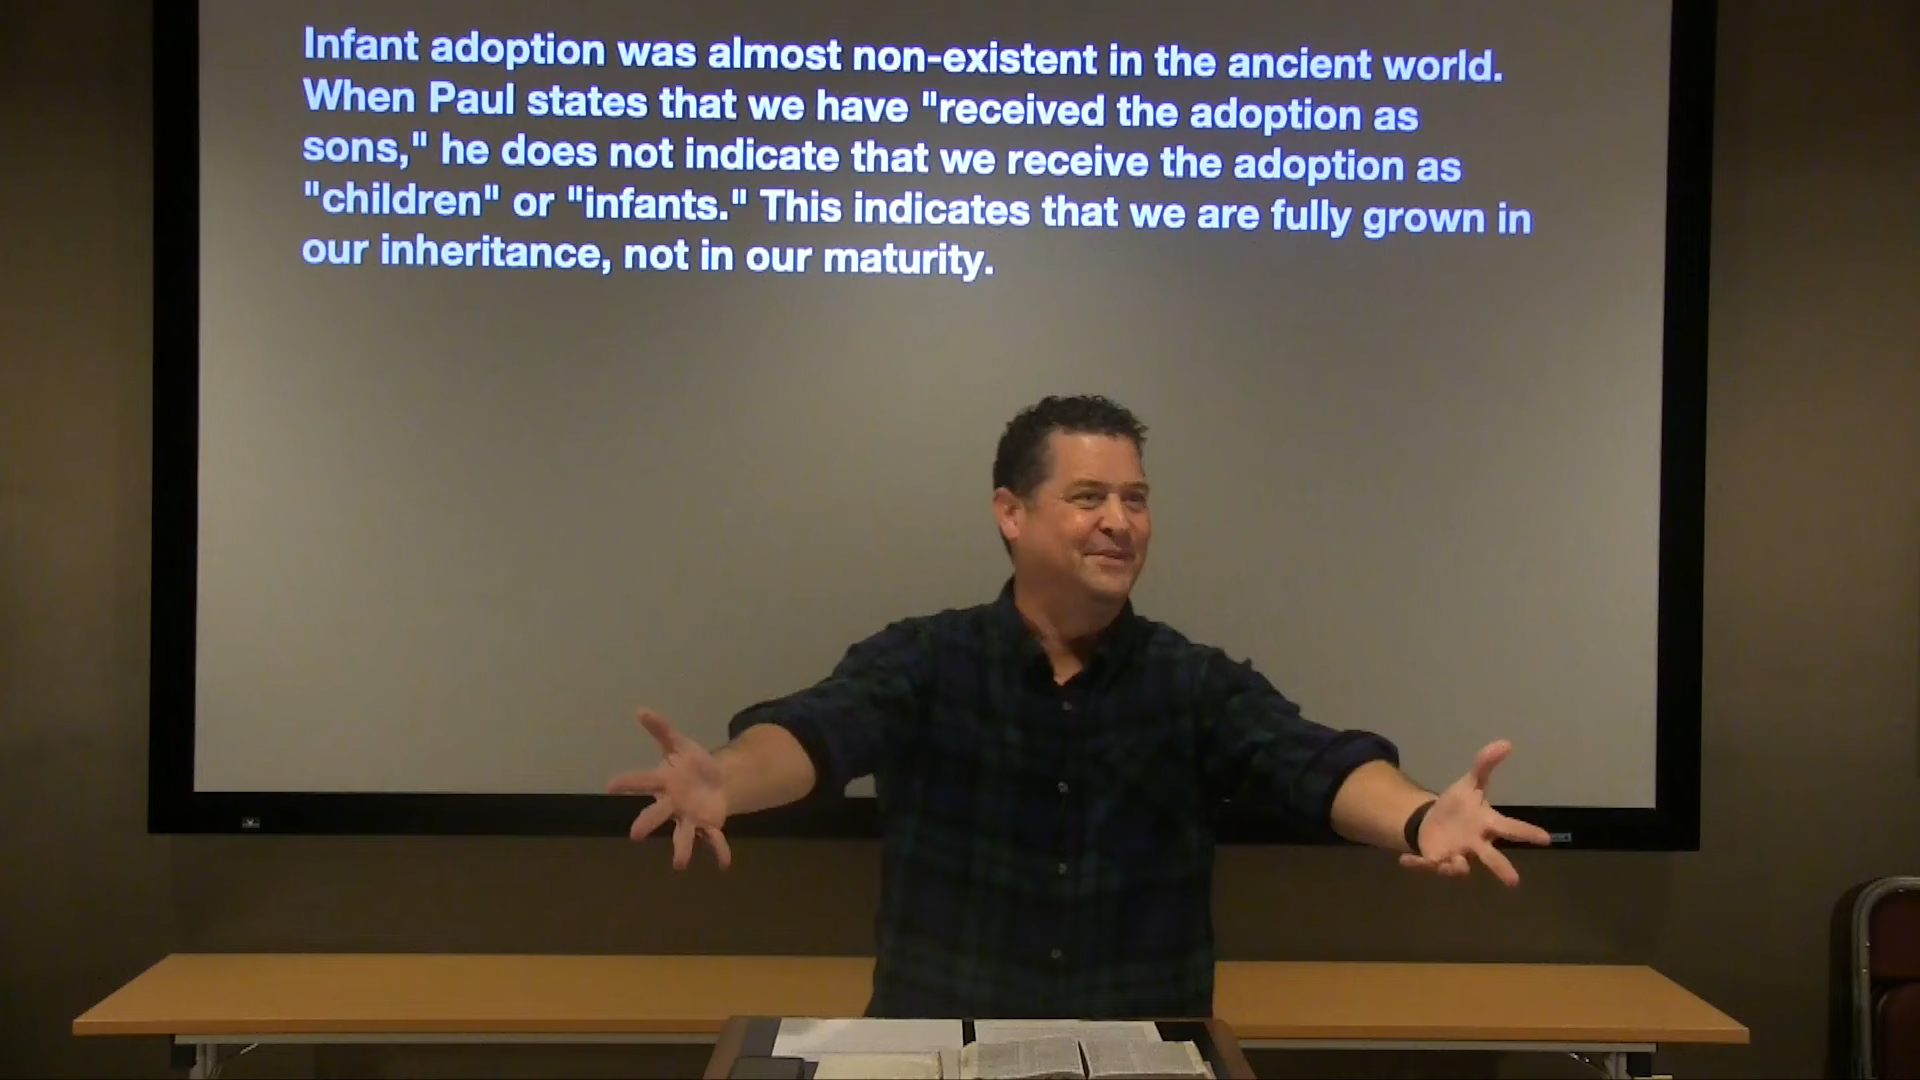 Infant adoption was almost non-existent in the ancient world.
When Paul states that we have "received the adoption as
sons," he does not indicate that we receive the adoption as
"children" or "infants." This indicates that we are fully grown in
our inheritance, not in our maturity.